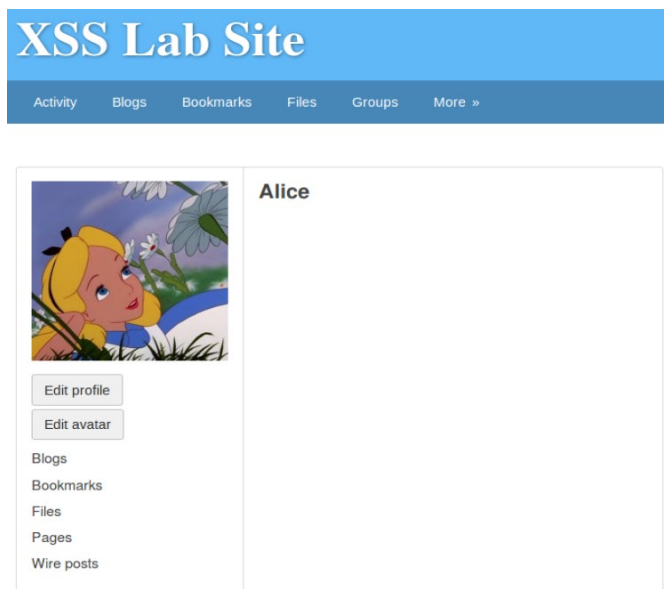 XSS Lab Site
Activity Blogs Bookmarks Files Groups More »
Alice
Edit profile
Edit avatar
Blogs
Bookmarks
Files
Pages
Wire posts